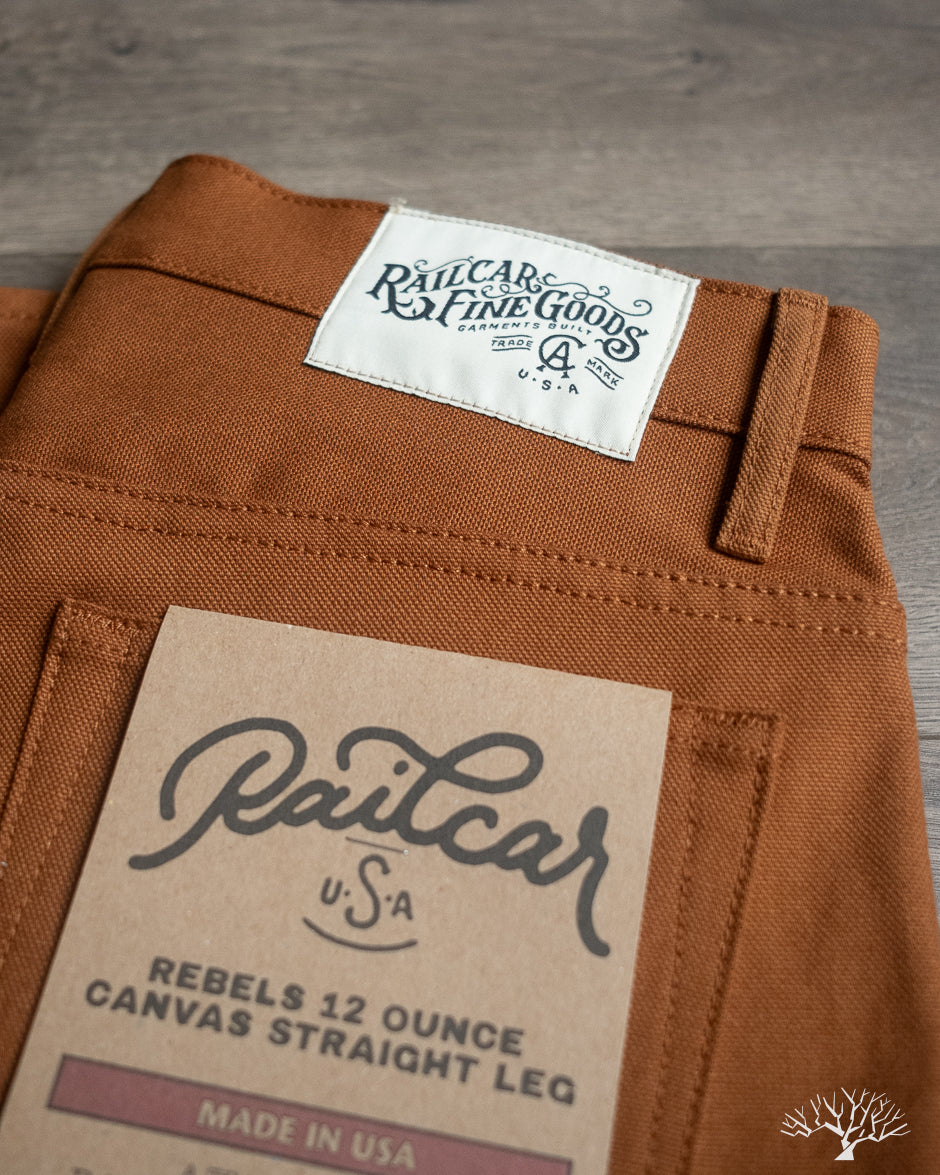 RAILCAR
FINE GOODS
GARMENTS BUILT
TRADE CA MARK
U·S·A
Railcar
U·S·A
REBELS 12 OUNCE
CANVAS STRAIGHT LEG
MADE IN USA